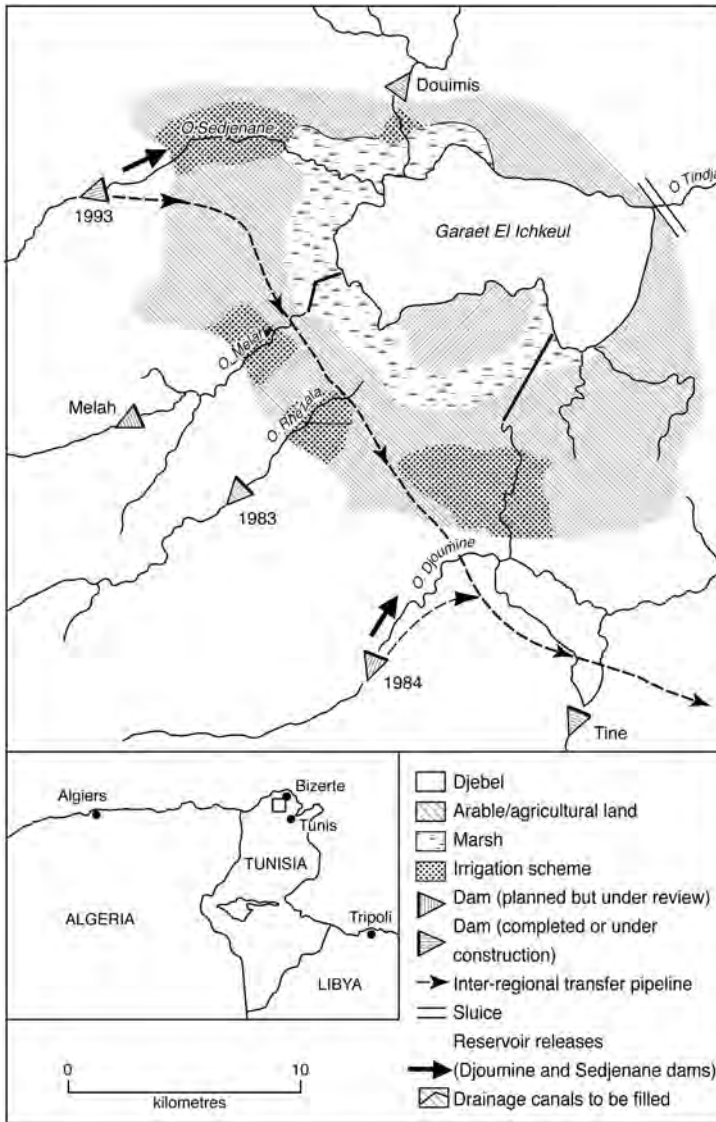 Douimis
O Sedjenane
O Tindja
1993
Garaet El Ichkeul
O Melah
Melah
O Rhezala
1983
O Djoumine
1984
Tine
Algiers
Bizerte
Tunis
TUNISIA
ALGERIA
Tripoli
LIBYA
0 10
kilometres
Djebel
Arable/agricultural land
Marsh
Irrigation scheme
Dam (planned but under review)
Dam (completed or under
construction)
Inter-regional transfer pipeline
Sluice
Reservoir releases
(Djoumine and Sedjenane dams)
Drainage canals to be filled